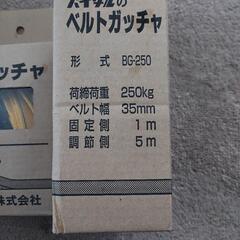 ベルトガッチャ
形式 BG-250
荷締荷重 250kg
ベルト幅 35mm
固定側 1m
調節側 5m
ッチャ
株式会社